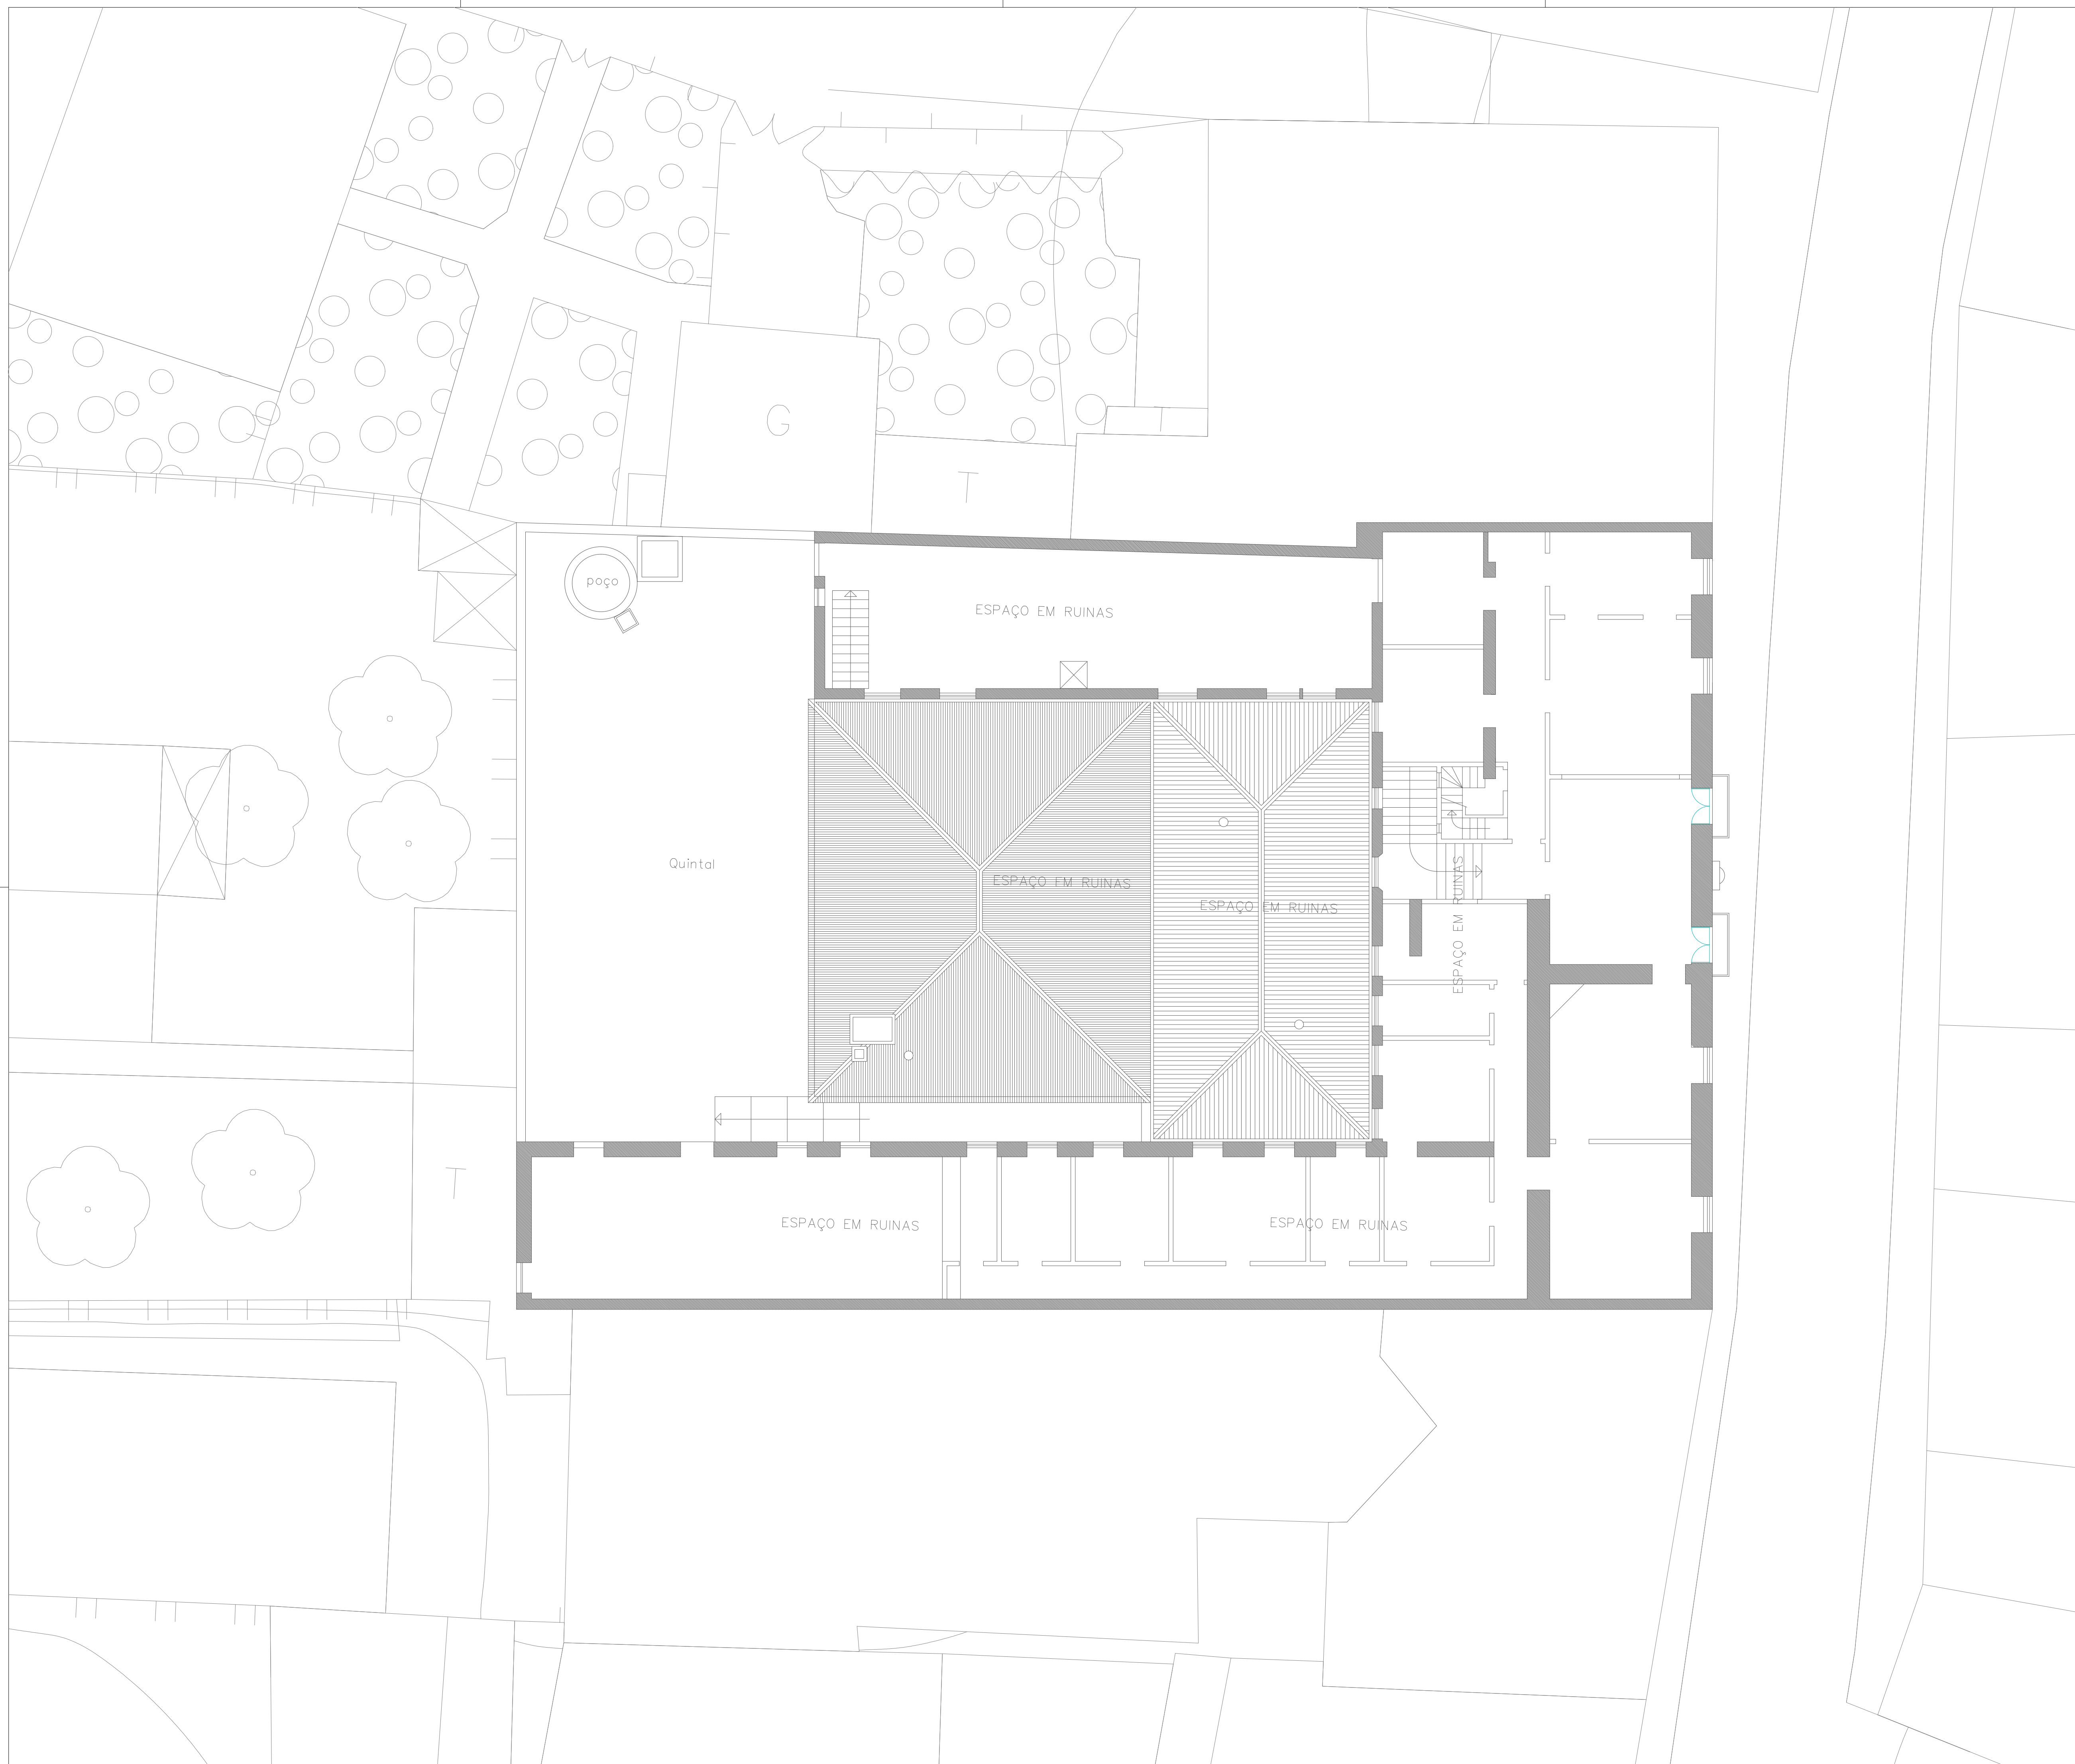 G
T
poço
ESPAÇO EM RUINAS
Quintal
ESPAÇO EM RUINAS
ESPAÇO EM RUINAS
ESPAÇO EM RUINAS
T
ESPAÇO EM RUINAS
ESPAÇO EM RUINAS